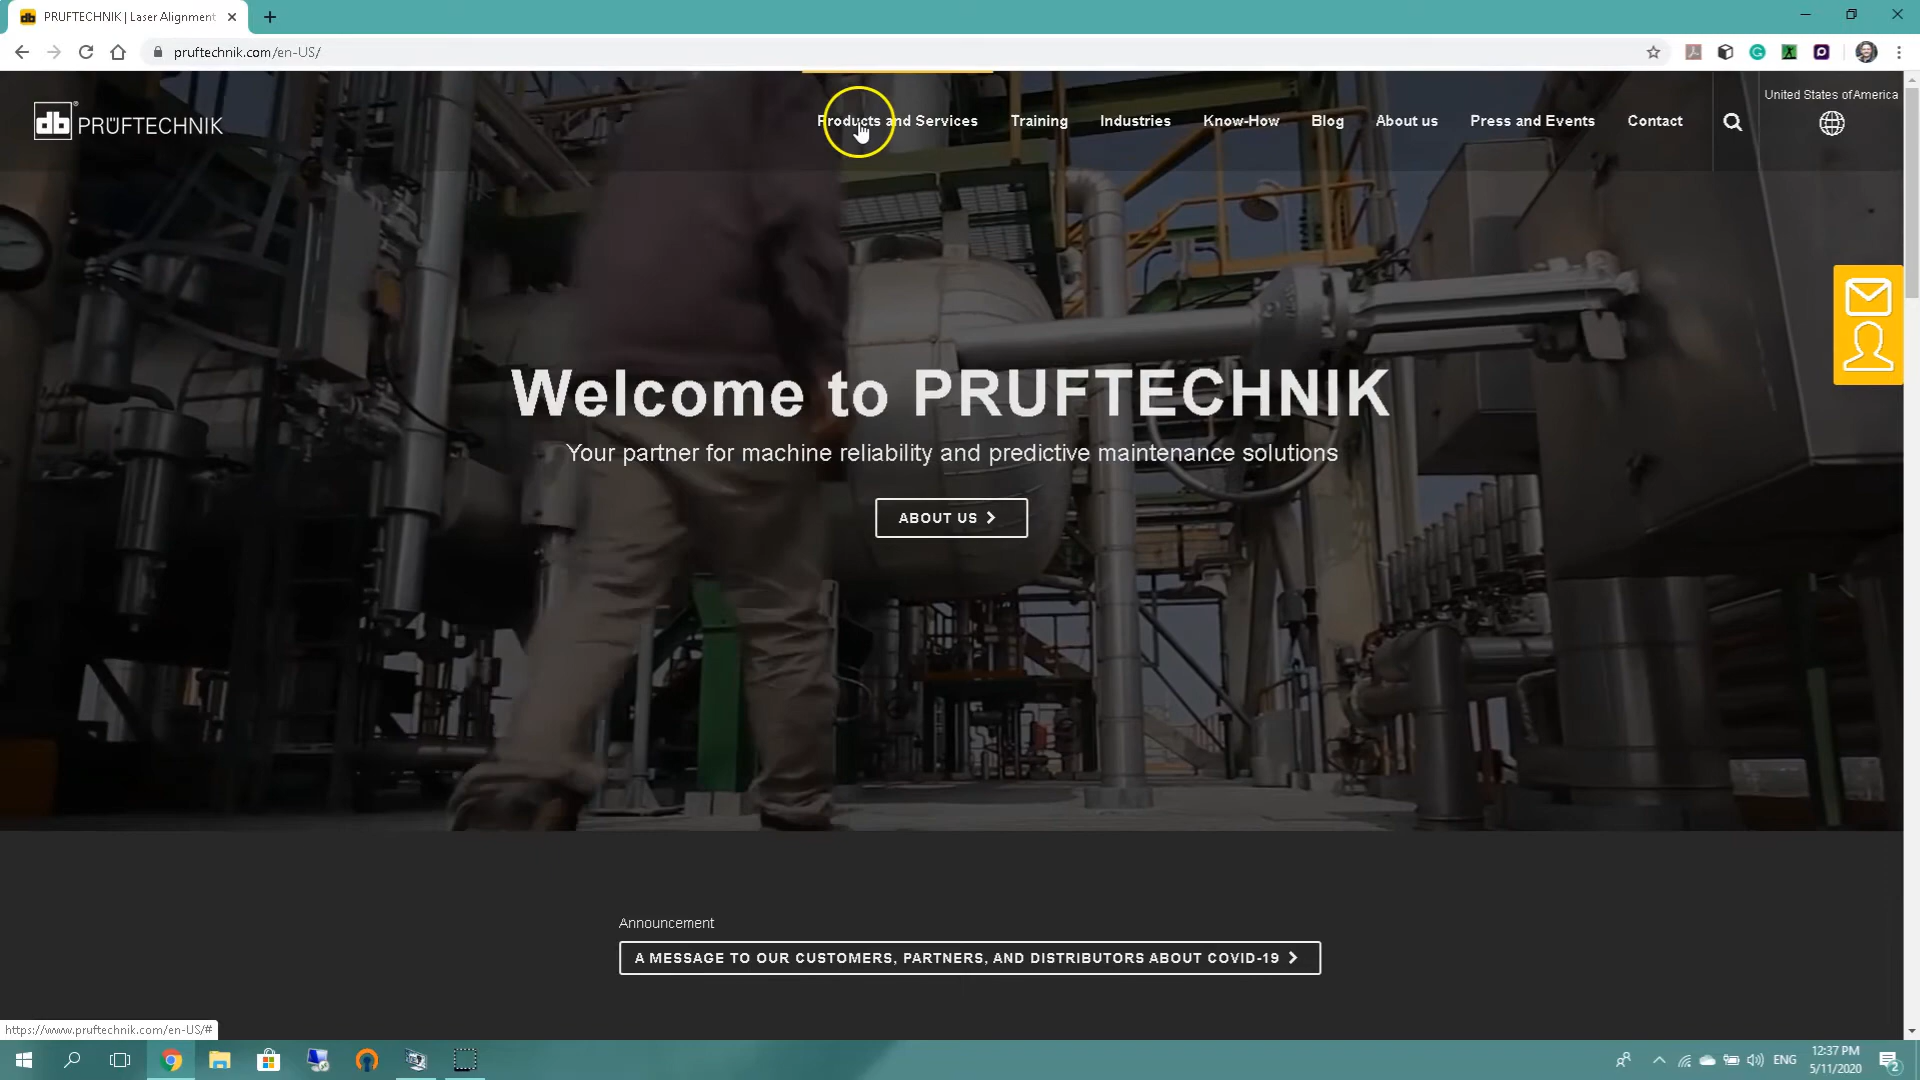 PRUFTECHNIK | Laser Alignment
pruftechnik.com/en-US/
db PRÜFTECHNIK
Products and Services Training Industries Know-How Blog About us Press and Events Contact
United States of America
Welcome to PRUFTECHNIK
Your partner for machine reliability and predictive maintenance solutions
ABOUT US
Announcement
A MESSAGE TO OUR CUSTOMERS, PARTNERS, AND DISTRIBUTORS ABOUT COVID-19
https://www.pruftechnik.com/en-US/#
ENG
12:37 PM
5/11/2020
2